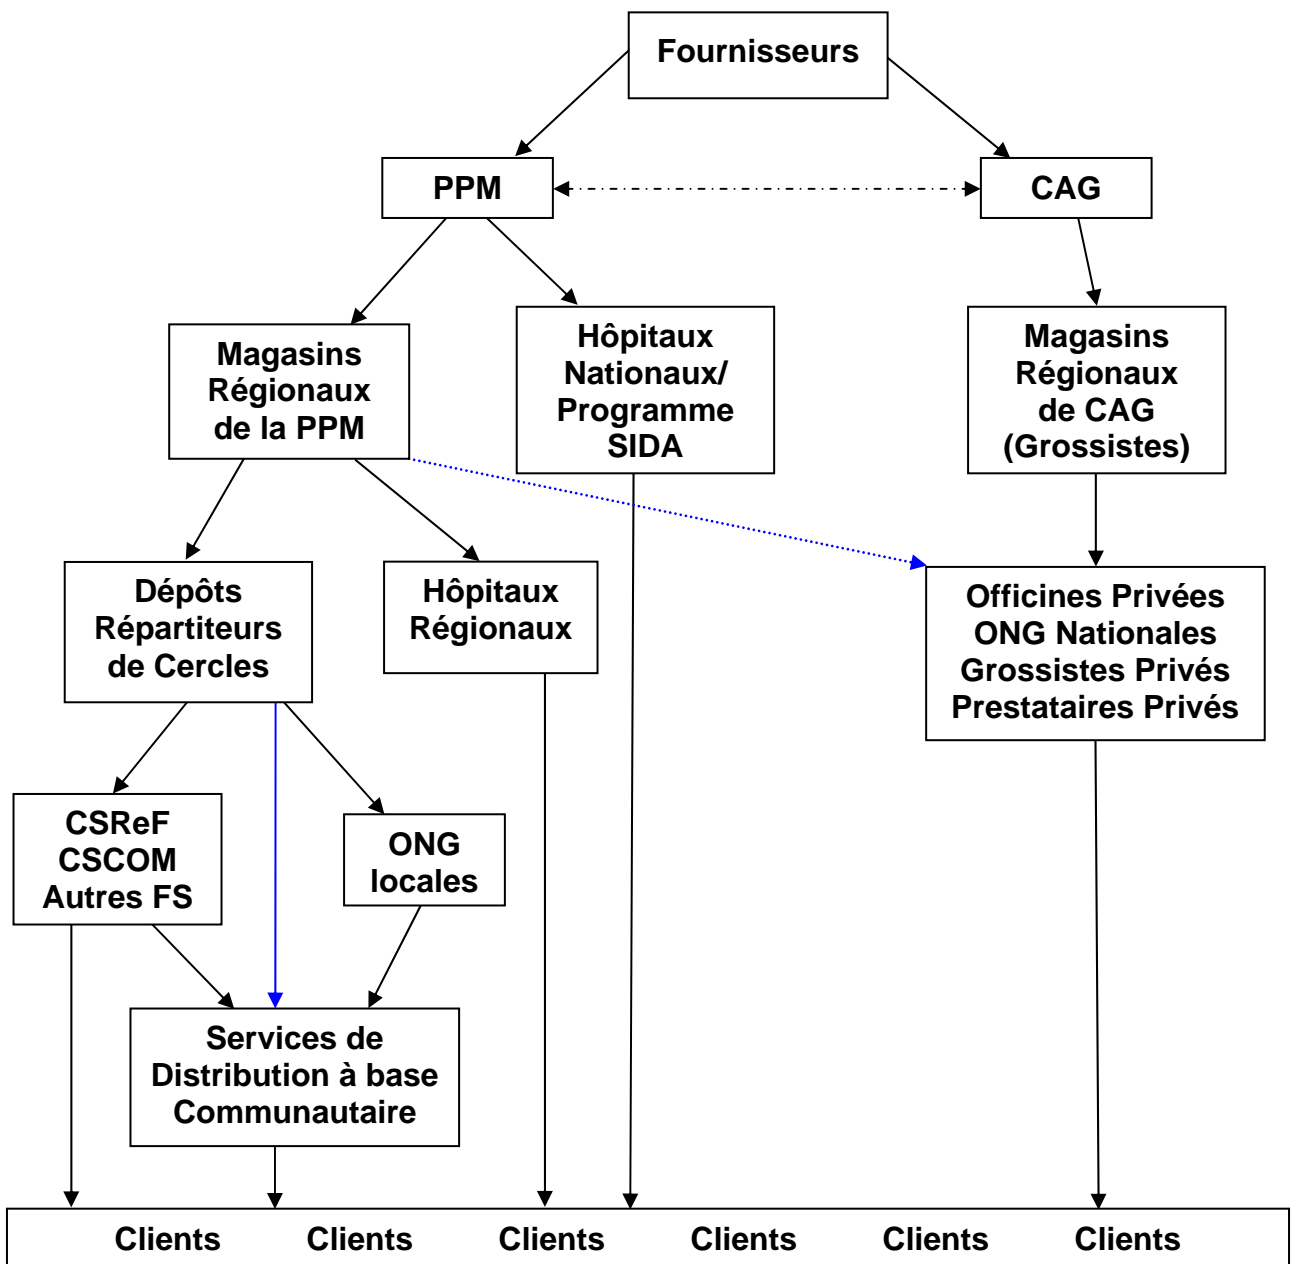 Fournisseurs
PPM
CAG
Magasins
Régionaux
de la PPM
Hôpitaux
Nationaux/
Programme
SIDA
Magasins
Régionaux
de CAG
(Grossistes)
Dépôts
Répartiteurs
de Cercles
Hôpitaux
Régionaux
Officines Privées
ONG Nationales
Grossistes Privés
Prestataires Privés
CSReF
CSCOM
Autres FS
ONG
locales
Services de
Distribution à base
Communautaire
Clients Clients Clients Clients Clients Clients